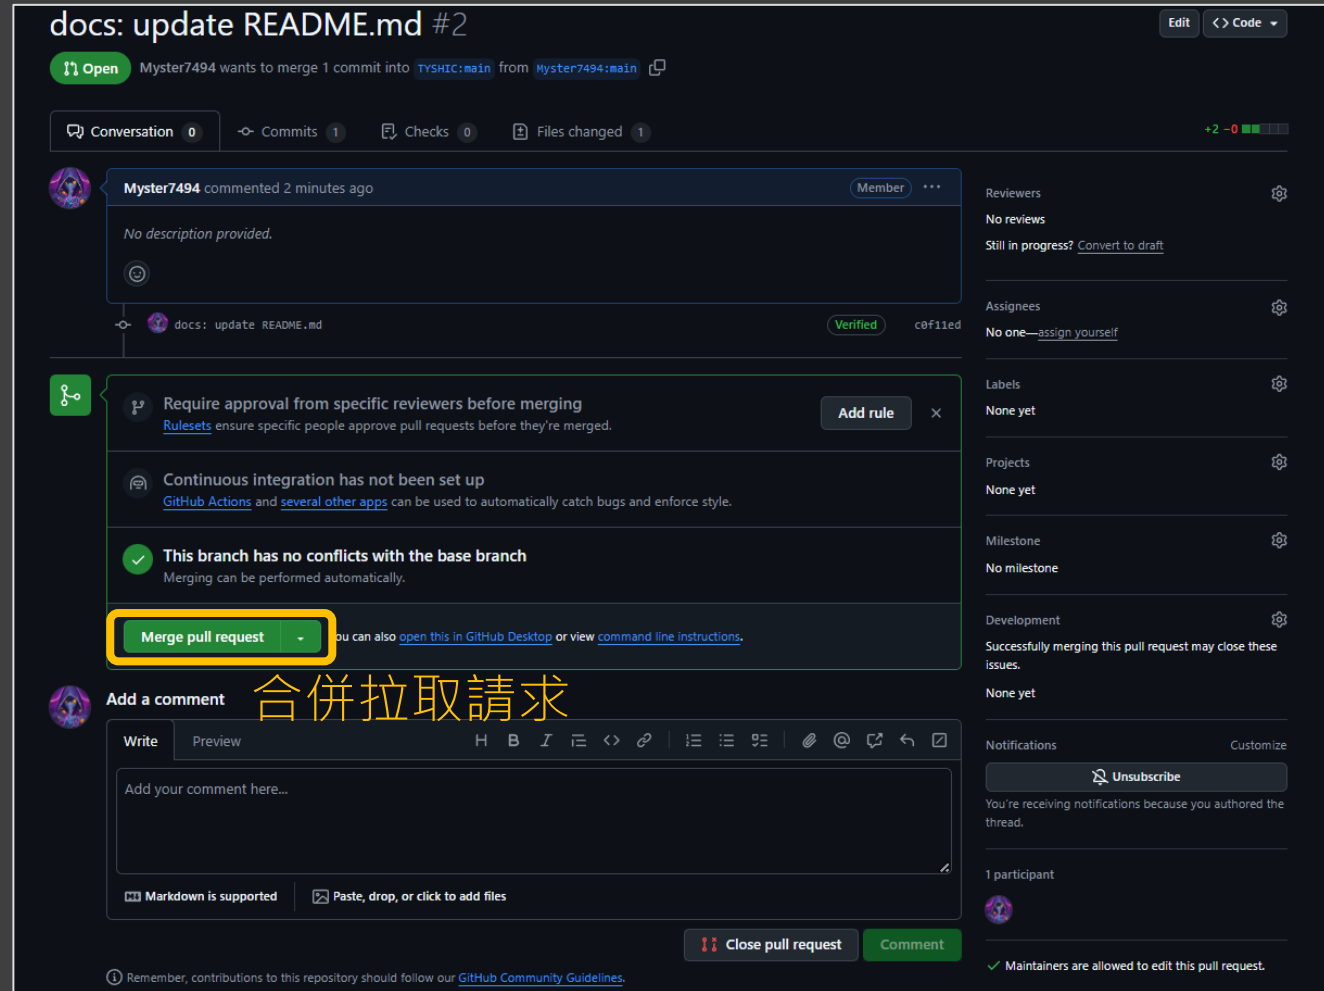 docs: update README.md #2
Edit
Code
Open
Myster7494 wants to merge 1 commit into TYSHIC:main from Myster7494:main
Conversation 0
Commits 1
Checks 0
Files changed 1
+2 −0
Myster7494 commented 2 minutes ago
Member
No description provided.
docs: update README.md
Verified
c0f11ed
Require approval from specific reviewers before merging
Rulesets ensure specific people approve pull requests before they're merged.
Add rule
Continuous integration has not been set up
GitHub Actions and several other apps can be used to automatically catch bugs and enforce style.
This branch has no conflicts with the base branch
Merging can be performed automatically.
Merge pull request
ou can also open this in GitHub Desktop or view command line instructions.
合併拉取請求
Add a comment
Write
Preview
Add your comment here...
Markdown is supported
Paste, drop, or click to add files
Close pull request
Comment
Remember, contributions to this repository should follow our GitHub Community Guidelines.
Reviewers
No reviews
Still in progress? Convert to draft
Assignees
No one—assign yourself
Labels
None yet
Projects
None yet
Milestone
No milestone
Development
Successfully merging this pull request may close these
issues.
None yet
Notifications
Customize
Unsubscribe
You're receiving notifications because you authored the
thread.
1 participant
Maintainers are allowed to edit this pull request.